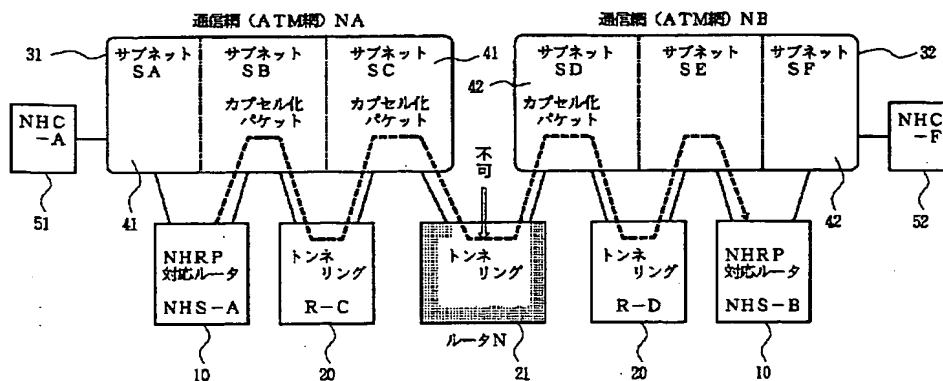 通信網(ATM網)NA
通信網(ATM網)NB
31
サブネット
SA
サブネット
SB
サブネット
SC
41
42
サブネット
SD
サブネット
SE
サブネット
SF
32
カプセル化
パケット
カプセル化
パケット
カプセル化
パケット
NHC
-A
51
41
不可
NHC
-F
52
42
NHRP
対応ルータ
NHS-A
10
トンネ
リング
R-C
20
トンネ
リング
ルータN
21
トンネ
リング
R-D
20
NHRP
対応ルータ
NHS-B
10